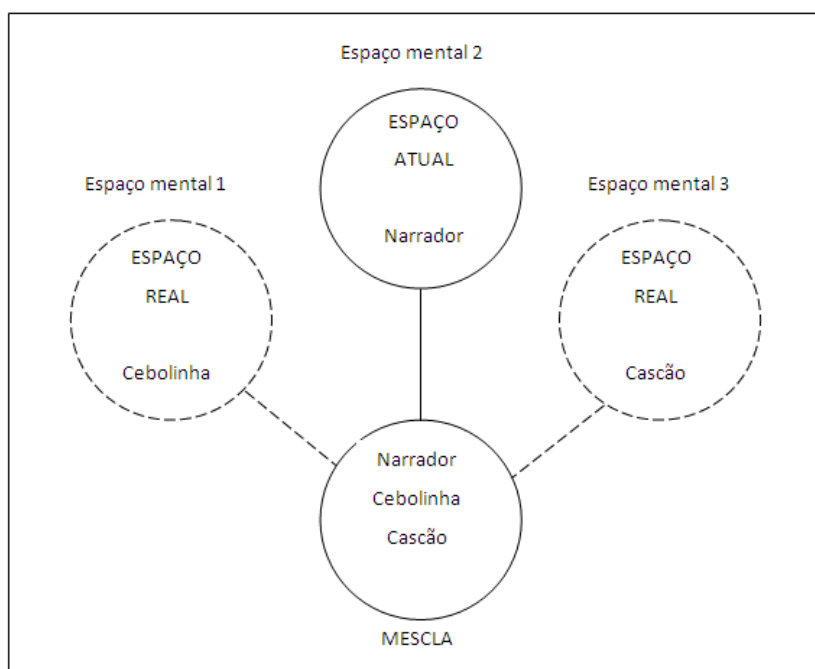 Espaço mental 2
ESPAÇO
ATUAL
Narrador
Espaço mental 1
ESPAÇO
REAL
Cebolinha
Espaço mental 3
ESPAÇO
REAL
Cascão
Narrador
Cebolinha
Cascão
MESCLA